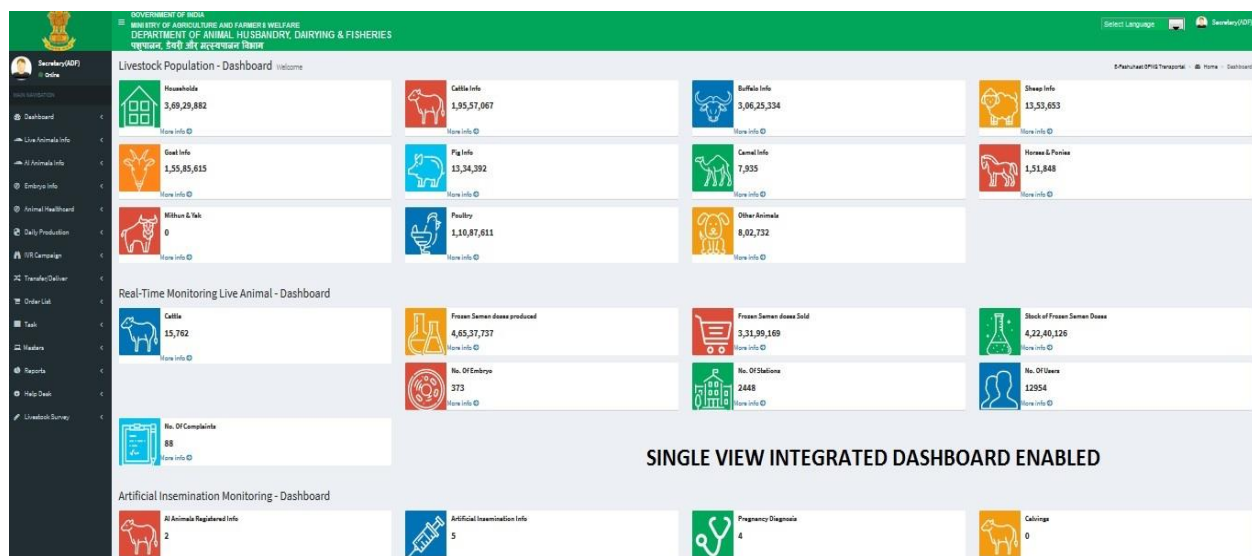 GOVERNMENT OF INDIA
MINISTRY OF AGRICULTURE AND FARMERS WELFARE
DEPARTMENT OF ANIMAL HUSBANDRY, DAIRYING & FISHERIES
पशुपालन, डेयरी और मत्स्यपालन विभाग
Select Language
Secretary(ADF)
Secretary(ADF)
Online
MAIN NAVIGATION
Dashboard
Live Animals Info
AI Animals Info
Embryo Info
Animal Healthcard
Daily Production
IVR Campaign
Transfer/Deliver
Order List
Task
Masters
Reports
Help Desk
Livestock Survey
Livestock Population - Dashboard Welcome
E-Pashuhaat GPMS Transportal Home Dashboard
Households
3,69,29,882
More info
Cattle Info
1,95,57,067
More info
Buffalo Info
3,06,25,334
More info
Sheep Info
13,53,653
More info
Goat Info
1,55,85,615
More info
Pig Info
13,34,392
More info
Camel Info
7,935
More info
Horses & Ponies
1,51,848
More info
Mithun & Yak
0
More info
Poultry
1,10,87,611
More info
Other Animals
8,02,732
More info
Real-Time Monitoring Live Animal - Dashboard
Cattle
15,762
More info
Frozen Semen doses produced
4,65,37,737
More info
Frozen Semen doses Sold
3,31,99,169
More info
Stock of Frozen Semen Doses
4,22,40,126
More info
No. Of Embryo
373
More info
No. Of Stations
2448
More info
No. Of Users
12954
More info
No. Of Complaints
88
More info
SINGLE VIEW INTEGRATED DASHBOARD ENABLED
Artificial Insemination Monitoring - Dashboard
AI Animals Registered Info
2
Artificial Insemination Info
5
Pregnancy Diagnosis
4
Calvings
0